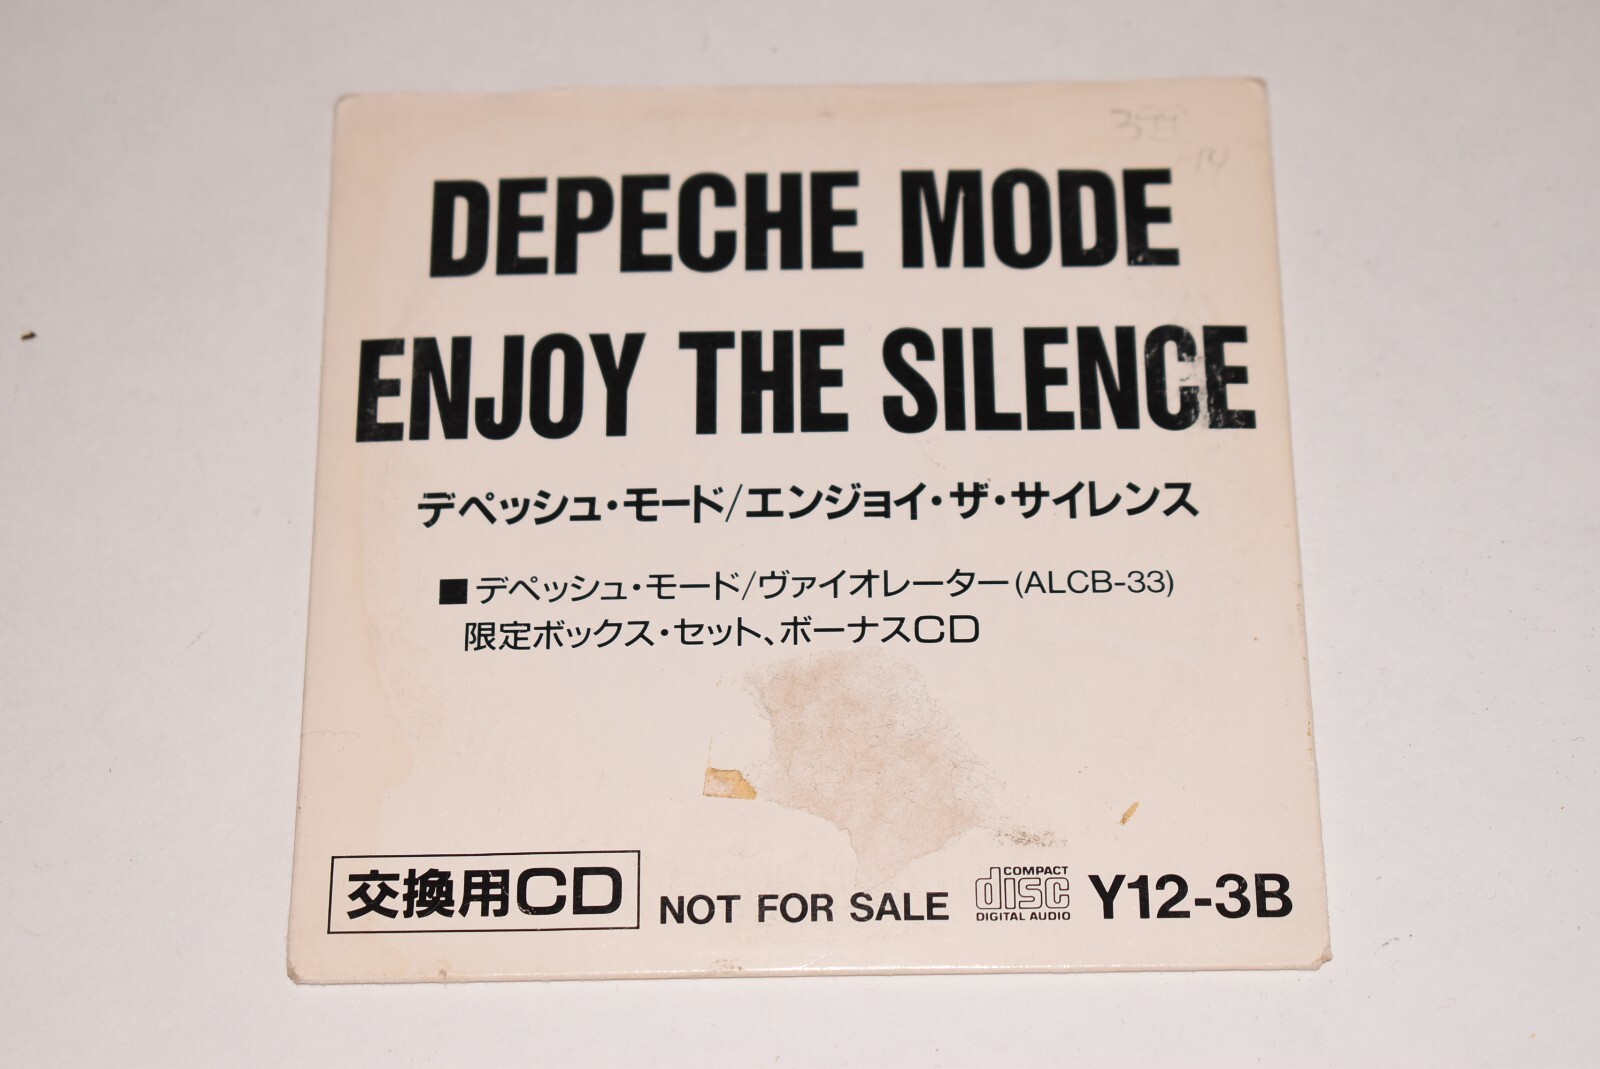 DEPECHE MODE
ENJOY THE SILENCE
デペッシュ・モード/エンジョイ・ザ・サイレンス
■デペッシュ・モード/ヴァイオレーター(ALCB-33)
限定ボックス・セット、ボーナスCD
交換用CD NOT FOR SALE COMPACT disc DIGITAL AUDIO Y12-3B